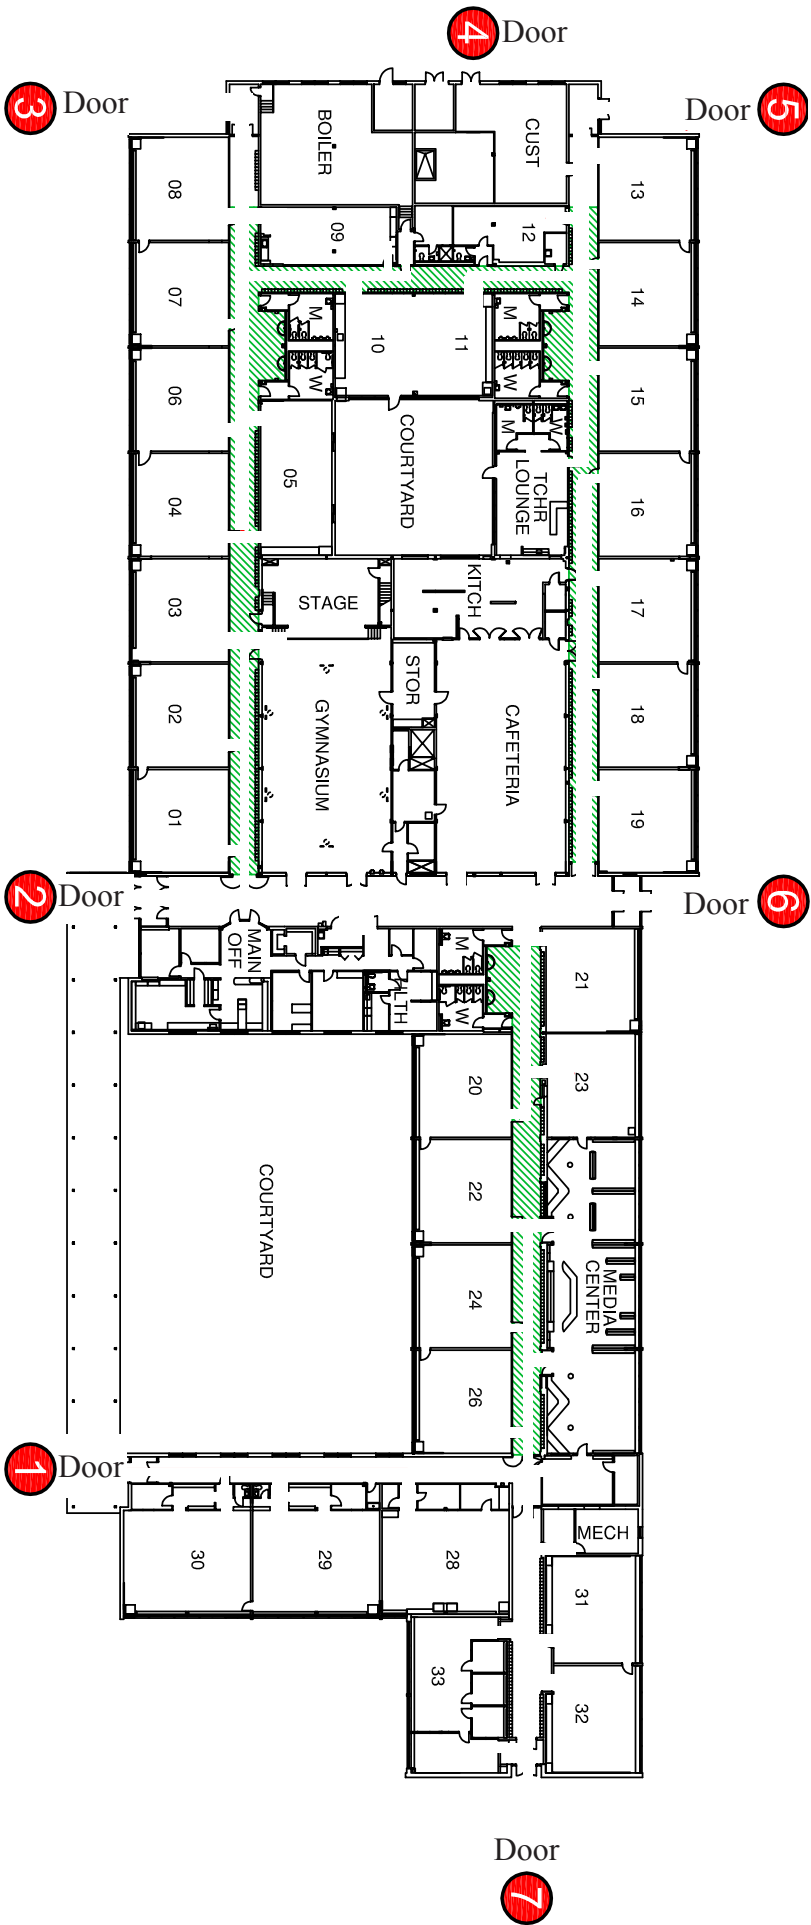 4 Door
3 Door
Door 5
BOILER
CUST
08
09
12
13
07
M
10
11
M
14
W
W
06
15
05
COURTYARD
M
W
TCHR
LOUNGE
04
16
03
STAGE
KITCH
17
02
GYMNASIUM
STOR
CAFETERIA
18
01
19
2 Door
Door 6
MAIN
OFF
M
21
HLTH
W
20
23
COURTYARD
22
24
MEDIA
CENTER
26
1 Door
MECH
30
29
28
31
33
32
Door
7